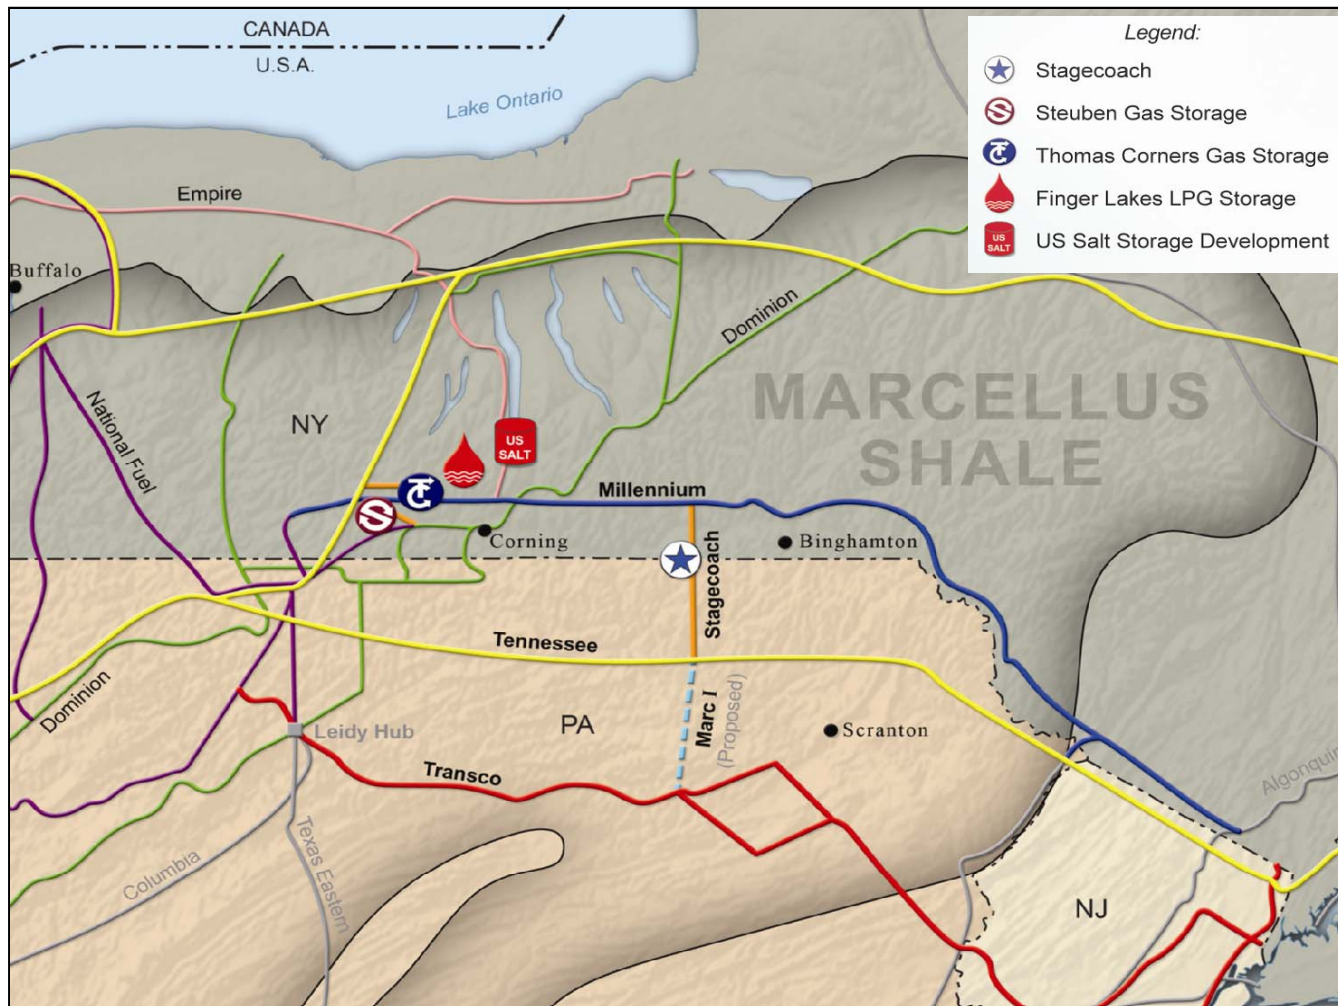 CANADA
U.S.A.
Lake Ontario
Legend:
Stagecoach
Steuben Gas Storage
Thomas Corners Gas Storage
Finger Lakes LPG Storage
US
SALT
US Salt Storage Development
Empire
Buffalo
Dominion
MARCELLUS
SHALE
National Fuel
NY
US
SALT
Millennium
Corning
Binghamton
Stagecoach
Tennessee
Dominion
Marc I
(Proposed)
PA
Leidy Hub
Scranton
Transco
Algonquin
Columbia
Texas Eastern
NJ